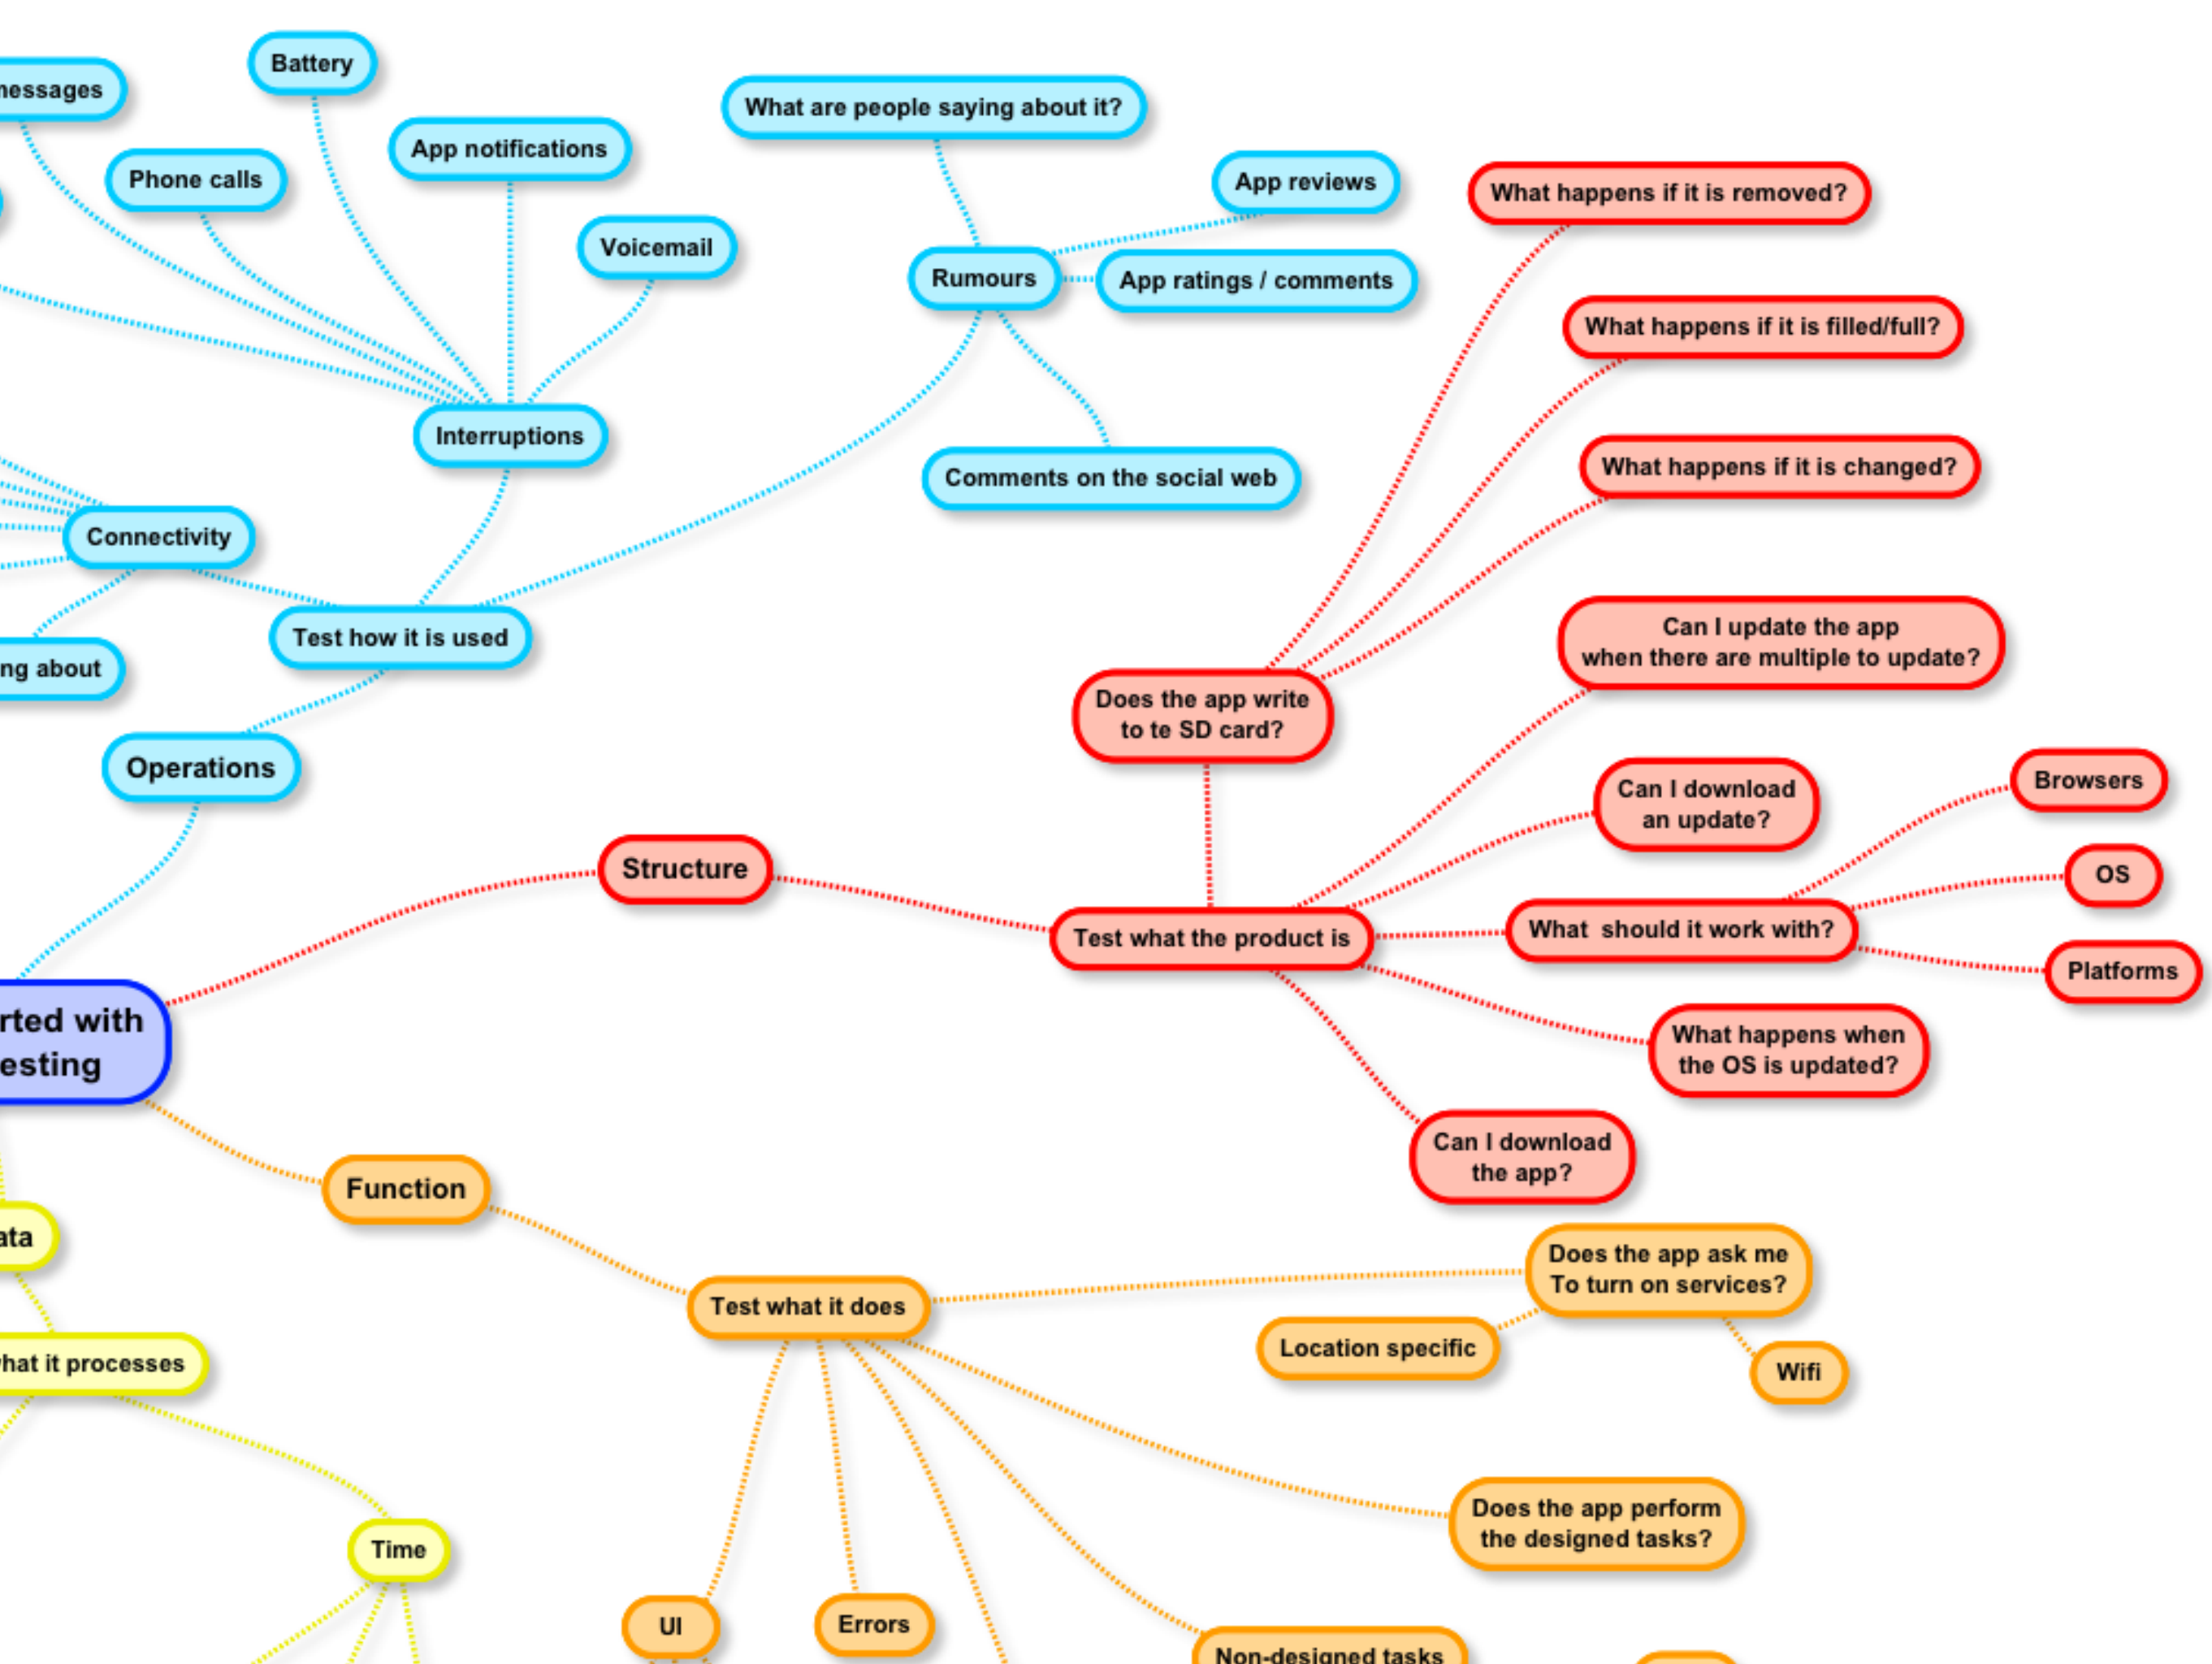 Battery
messages
What are people saying about it?
App notifications
Phone calls
App reviews
What happens if it is removed?
Voicemail
Rumours
App ratings / comments
What happens if it is filled/full?
Interruptions
What happens if it is changed?
Comments on the social web
Connectivity
Test how it is used
Can I update the app
when there are multiple to update?
ng about
Does the app write
to te SD card?
Operations
Browsers
Can I download
an update?
Structure
OS
What  should it work with?
Test what the product is
Platforms
rted with
esting
What happens when
the OS is updated?
Can I download
the app?
Function
ata
Does the app ask me
To turn on services?
Test what it does
Location specific
hat it processes
Wifi
Does the app perform
the designed tasks?
Time
UI
Errors
Non-designed tasks